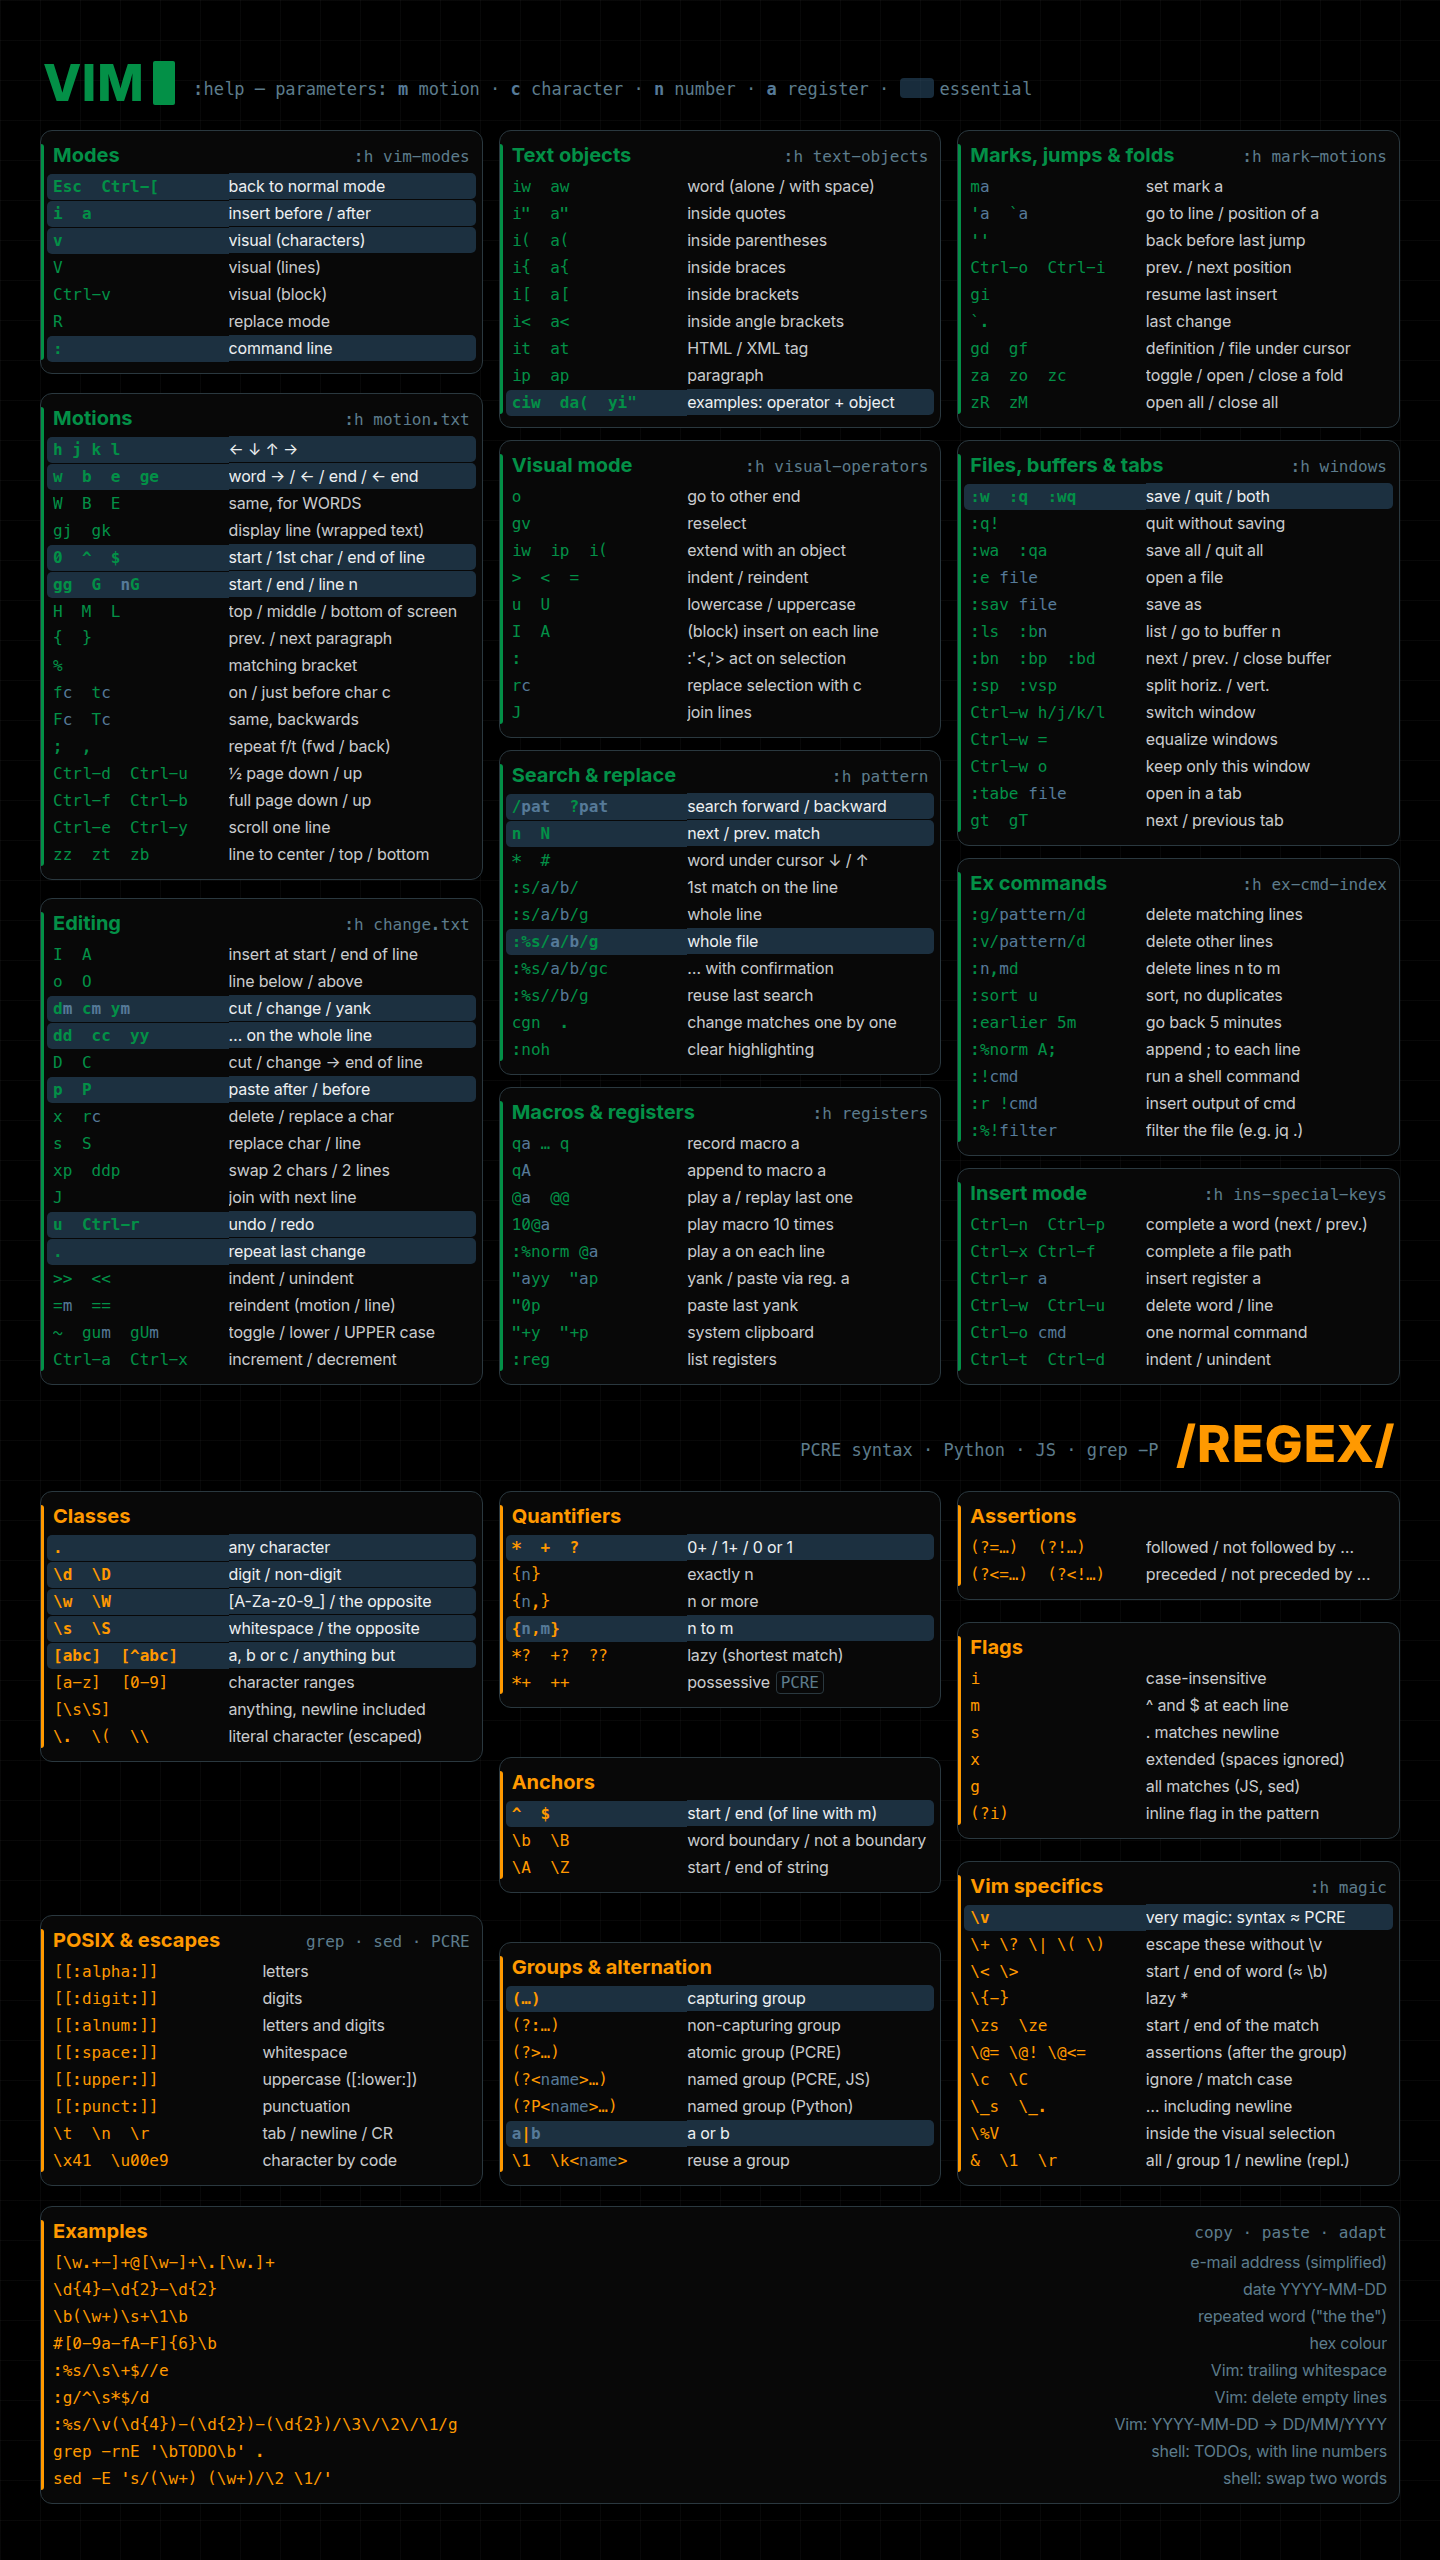 VIM
:help — parameters: m motion · c character · n number · a register · essential
Modes :h vim-modes
Esc Ctrl-[ back to normal mode
i a insert before / after
v visual (characters)
V visual (lines)
Ctrl-v visual (block)
R replace mode
: command line
Motions :h motion.txt
h j k l ← ↓ ↑ →
w b e ge word → / ← / end / ← end
W B E same, for WORDS
gj gk display line (wrapped text)
0 ^ $ start / 1st char / end of line
gg G nG start / end / line n
H M L top / middle / bottom of screen
{ } prev. / next paragraph
% matching bracket
fc tc on / just before char c
Fc Tc same, backwards
; , repeat f/t (fwd / back)
Ctrl-d Ctrl-u ½ page down / up
Ctrl-f Ctrl-b full page down / up
Ctrl-e Ctrl-y scroll one line
zz zt zb line to center / top / bottom
Editing :h change.txt
I A insert at start / end of line
o O line below / above
dm cm ym cut / change / yank
dd cc yy … on the whole line
D C cut / change → end of line
p P paste after / before
x rc delete / replace a char
s S replace char / line
xp ddp swap 2 chars / 2 lines
J join with next line
u Ctrl-r undo / redo
. repeat last change
>> << indent / unindent
=m == reindent (motion / line)
~ gum gUm toggle / lower / UPPER case
Ctrl-a Ctrl-x increment / decrement
Text objects :h text-objects
iw aw word (alone / with space)
i" a" inside quotes
i( a( inside parentheses
i{ a{ inside braces
i[ a[ inside brackets
i< a< inside angle brackets
it at HTML / XML tag
ip ap paragraph
ciw da( yi" examples: operator + object
Visual mode :h visual-operators
o go to other end
gv reselect
iw ip i( extend with an object
> < = indent / reindent
u U lowercase / uppercase
I A (block) insert on each line
: :'<,'> act on selection
rc replace selection with c
J join lines
Search & replace :h pattern
/pat ?pat search forward / backward
n N next / prev. match
* # word under cursor ↓ / ↑
:s/a/b/ 1st match on the line
:s/a/b/g whole line
:%s/a/b/g whole file
:%s/a/b/gc … with confirmation
:%s//b/g reuse last search
cgn . change matches one by one
:noh clear highlighting
Macros & registers :h registers
qa … q record macro a
qA append to macro a
@a @@ play a / replay last one
10@a play macro 10 times
:%norm @a play a on each line
"ayy "ap yank / paste via reg. a
"0p paste last yank
"+y "+p system clipboard
:reg list registers
Marks, jumps & folds :h mark-motions
ma set mark a
'a `a go to line / position of a
'' back before last jump
Ctrl-o Ctrl-i prev. / next position
gi resume last insert
`. last change
gd gf definition / file under cursor
za zo zc toggle / open / close a fold
zR zM open all / close all
Files, buffers & tabs :h windows
:w :q :wq save / quit / both
:q! quit without saving
:wa :qa save all / quit all
:e file open a file
:sav file save as
:ls :bn list / go to buffer n
:bn :bp :bd next / prev. / close buffer
:sp :vsp split horiz. / vert.
Ctrl-w h/j/k/l switch window
Ctrl-w = equalize windows
Ctrl-w o keep only this window
:tabe file open in a tab
gt gT next / previous tab
Ex commands :h ex-cmd-index
:g/pattern/d delete matching lines
:v/pattern/d delete other lines
:n,md delete lines n to m
:sort u sort, no duplicates
:earlier 5m go back 5 minutes
:%norm A; append ; to each line
:!cmd run a shell command
:r !cmd insert output of cmd
:%!filter filter the file (e.g. jq .)
Insert mode :h ins-special-keys
Ctrl-n Ctrl-p complete a word (next / prev.)
Ctrl-x Ctrl-f complete a file path
Ctrl-r a insert register a
Ctrl-w Ctrl-u delete word / line
Ctrl-o cmd one normal command
Ctrl-t Ctrl-d indent / unindent
PCRE syntax · Python · JS · grep -P /REGEX/
Classes
. any character
\d \D digit / non-digit
\w \W [A-Za-z0-9_] / the opposite
\s \S whitespace / the opposite
[abc] [^abc] a, b or c / anything but
[a-z] [0-9] character ranges
[\s\S] anything, newline included
\. \( \\ literal character (escaped)
POSIX & escapes grep · sed · PCRE
[[:alpha:]] letters
[[:digit:]] digits
[[:alnum:]] letters and digits
[[:space:]] whitespace
[[:upper:]] uppercase ([:lower:])
[[:punct:]] punctuation
\t \n \r tab / newline / CR
\x41 \u00e9 character by code
Quantifiers
* + ? 0+ / 1+ / 0 or 1
{n} exactly n
{n,} n or more
{n,m} n to m
*? +? ?? lazy (shortest match)
*+ ++ possessive PCRE
Anchors
^ $ start / end (of line with m)
\b \B word boundary / not a boundary
\A \Z start / end of string
Groups & alternation
(…) capturing group
(?:…) non-capturing group
(?>…) atomic group (PCRE)
(?<name>…) named group (PCRE, JS)
(?P<name>…) named group (Python)
a|b a or b
\1 \k<name> reuse a group
Assertions
(?=…) (?!…) followed / not followed by …
(?<=…) (?<!…) preceded / not preceded by …
Flags
i case-insensitive
m ^ and $ at each line
s . matches newline
x extended (spaces ignored)
g all matches (JS, sed)
(?i) inline flag in the pattern
Vim specifics :h magic
\v very magic: syntax ≈ PCRE
\+ \? \| \( \) escape these without \v
\< \> start / end of word (≈ \b)
\{-} lazy *
\zs \ze start / end of the match
\@= \@! \@<= assertions (after the group)
\c \C ignore / match case
\_s \_. … including newline
\%V inside the visual selection
& \1 \r all / group 1 / newline (repl.)
Examples copy · paste · adapt
[\w.+-]+@[\w-]+\.[\w.]+ e-mail address (simplified)
\d{4}-\d{2}-\d{2} date YYYY-MM-DD
\b(\w+)\s+\1\b repeated word ("the the")
#[0-9a-fA-F]{6}\b hex colour
:%s/\s\+$//e Vim: trailing whitespace
:g/^\s*$/d Vim: delete empty lines
:%s/\v(\d{4})-(\d{2})-(\d{2})/\3\/\2\/\1/g Vim: YYYY-MM-DD → DD/MM/YYYY
grep -rnE '\bTODO\b' . shell: TODOs, with line numbers
sed -E 's/(\w+) (\w+)/\2 \1/' shell: swap two words